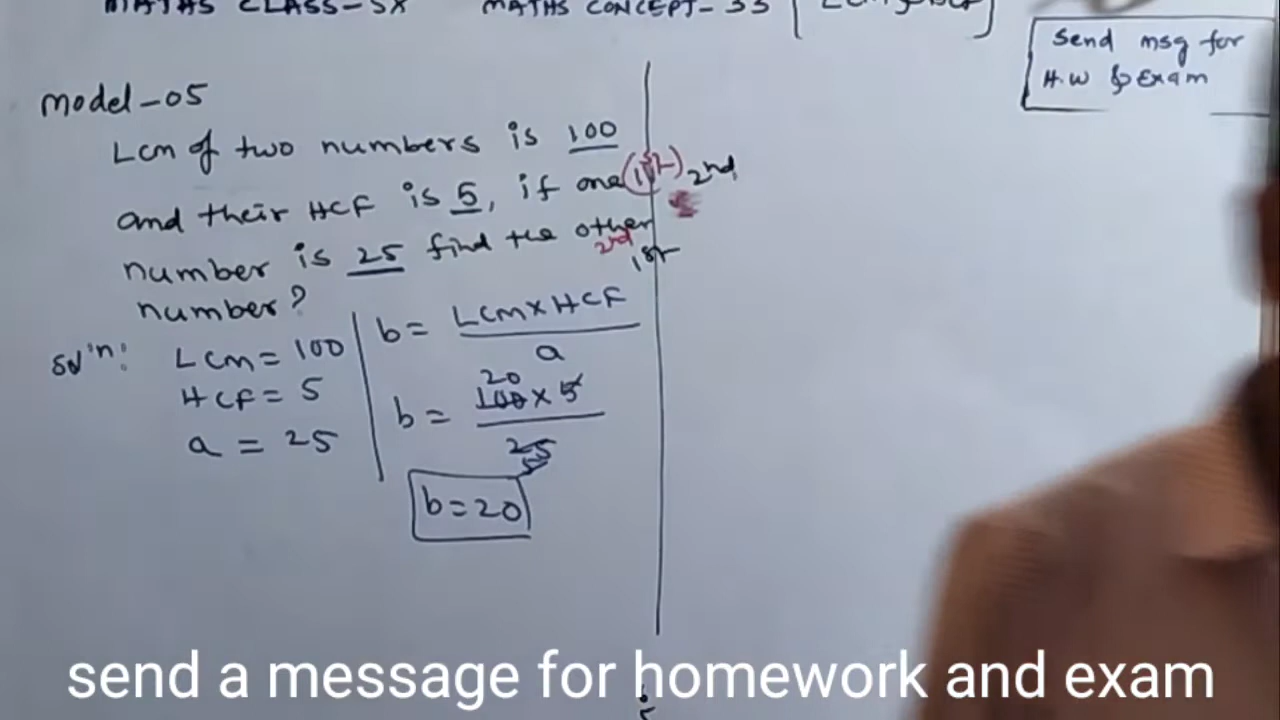 MATHS CLASS-5X MATHS CONCEPT-33
Send msg for
H.W & Exam
Model-05
Lcm of two numbers is 100
and their HCF is 5, if one (1st) 2nd
number is 25 find the other
2nd 1st
number?
Sol'n:
Lcm = 100
HCF = 5
a = 25
b = LCM X HCF
a
20
b = 100 x 5
25
5
b = 20
send a message for homework and exam